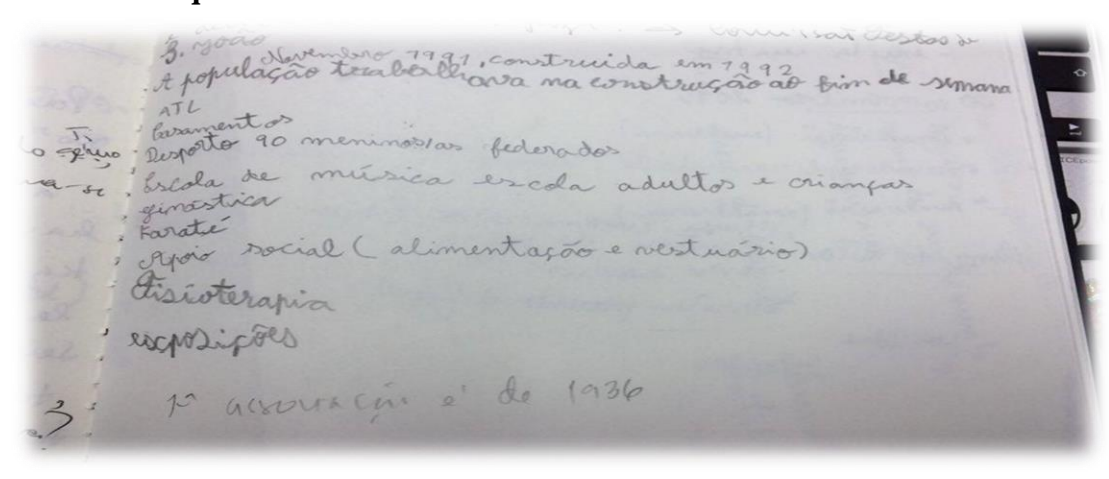 . João
Novembro 1991, construida em 1992
. A população trabalhava na construção ao fim de semana
ATL
Casamentos
. Desporto 90 meninos/as federados
. Escola de música escola adultos e crianças
. ginástica
. Karaté
. Apoio social (alimentação e vestuário)
fisioterapia
exposições
1ª associação é de 1936
3